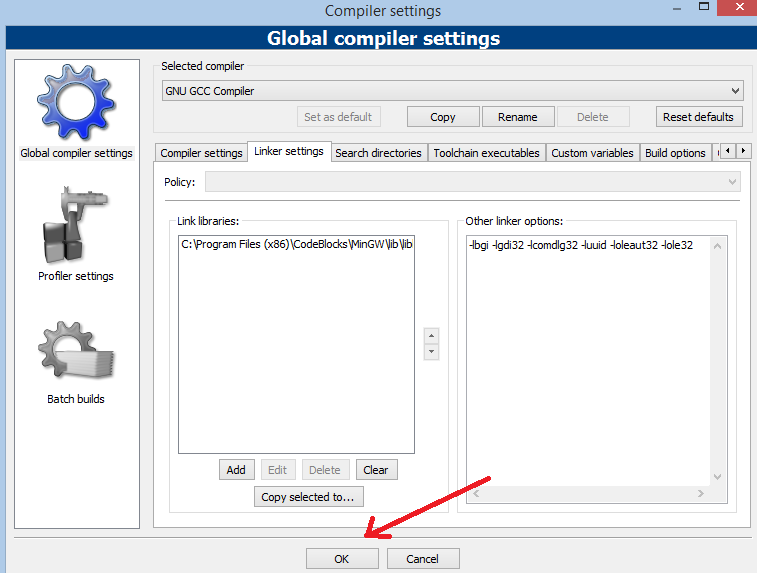 Compiler settings
Global compiler settings
Selected compiler
GNU GCC Compiler
Set as default Copy Rename Delete Reset defaults
Global compiler settings
Profiler settings
Batch builds
Compiler settings Linker settings Search directories Toolchain executables Custom variables Build options
Policy:
Link libraries:
C:\Program Files (x86)\CodeBlocks\MinGW\lib\lib
Add Edit Delete Clear
Copy selected to...
Other linker options:
-lbgi -lgdi32 -lcomdlg32 -luuid -loleaut32 -lole32
OK Cancel